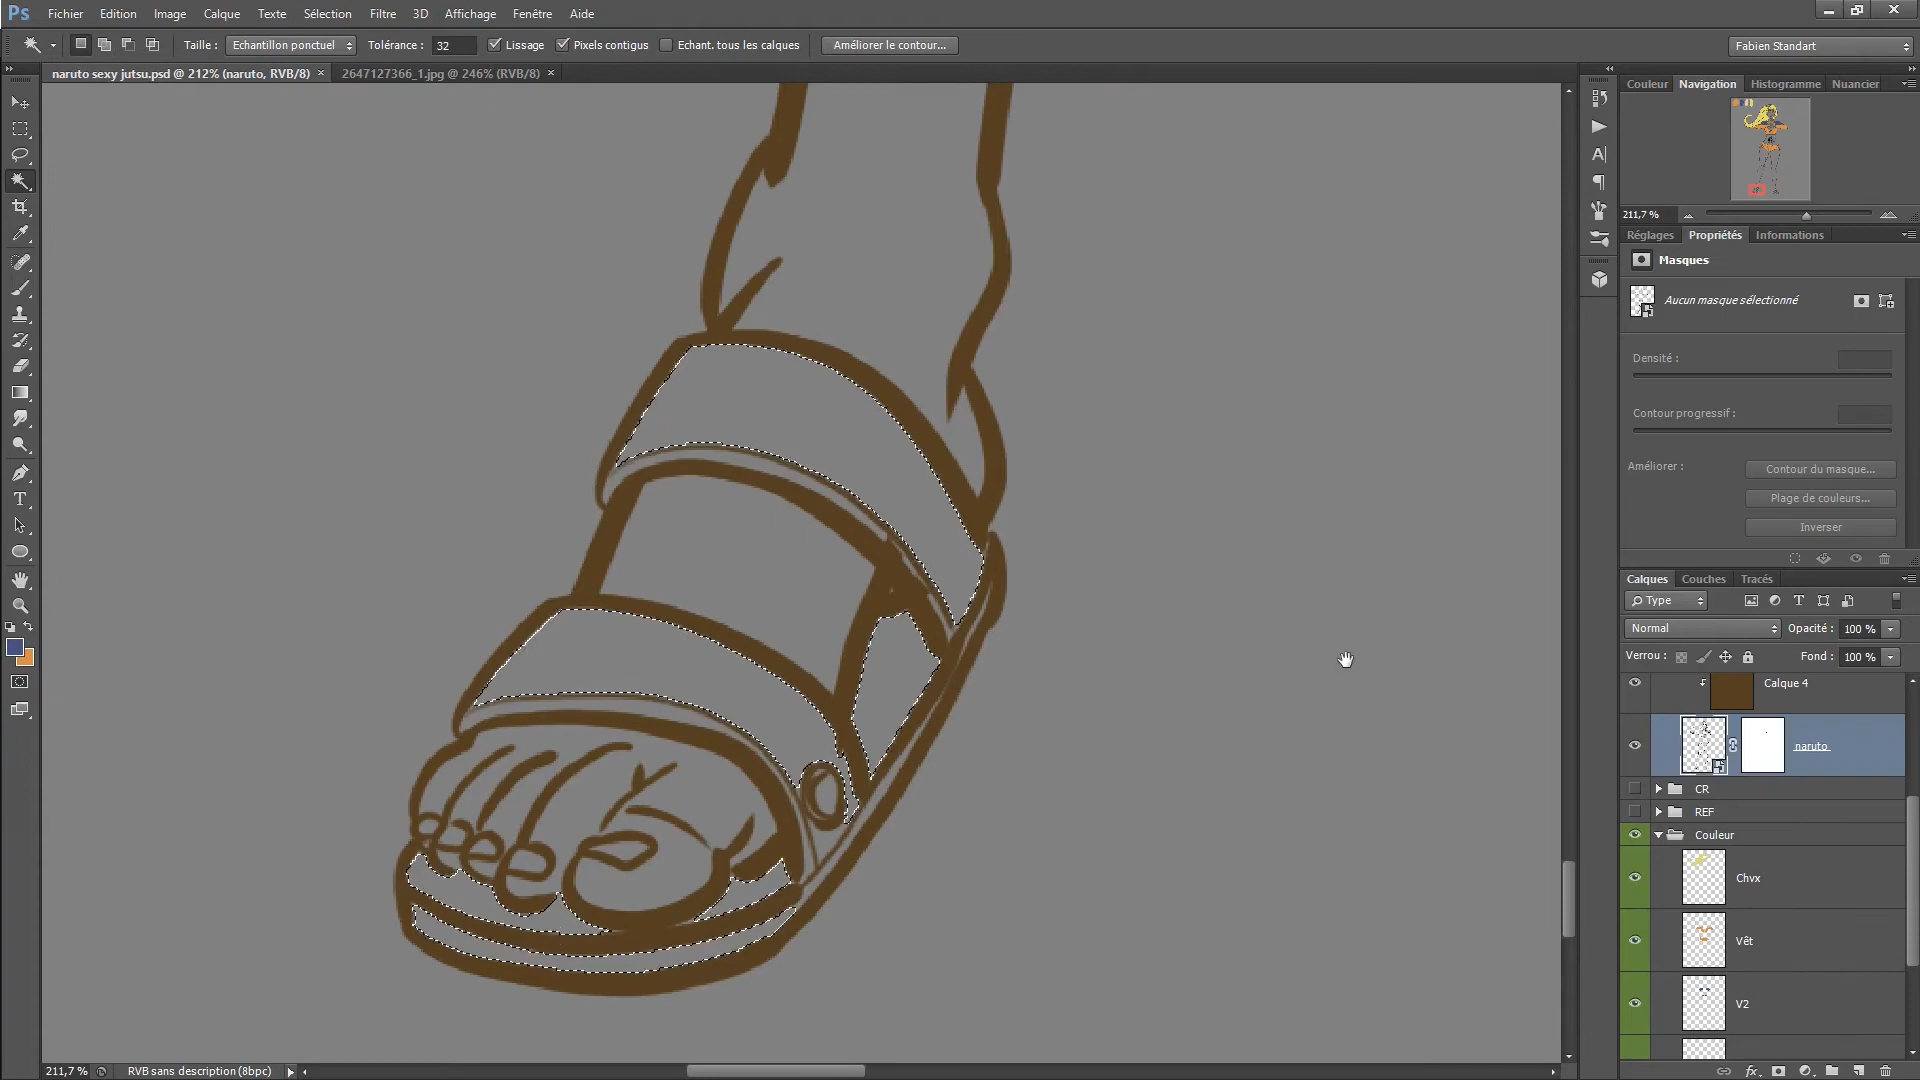 Ps Fichier Edition Image Calque Texte Sélection Filtre 3D Affichage Fenêtre Aide
Taille : Echantillon ponctuel Tolérance : 32 Lissage Pixels contigus Echant. tous les calques Améliorer le contour... Fabien Standart
naruto sexy jutsu.psd @ 212% (naruto, RVB/8) × 2647127366_1.jpg @ 246% (RVB/8) ×
Couleur Navigation Histogramme Nuancier
211,7 %
Réglages Propriétés Informations
Masques
Aucun masque sélectionné
Densité :
Contour progressif :
Améliorer : Contour du masque...
Plage de couleurs...
Inverser
Calques Couches Tracés
Type
Normal Opacité : 100 %
Verrou : Fond : 100 %
Calque 4
naruto
CR
REF
Couleur
Chvx
Vêt
V2
211,7 % RVB sans description (8bpc)